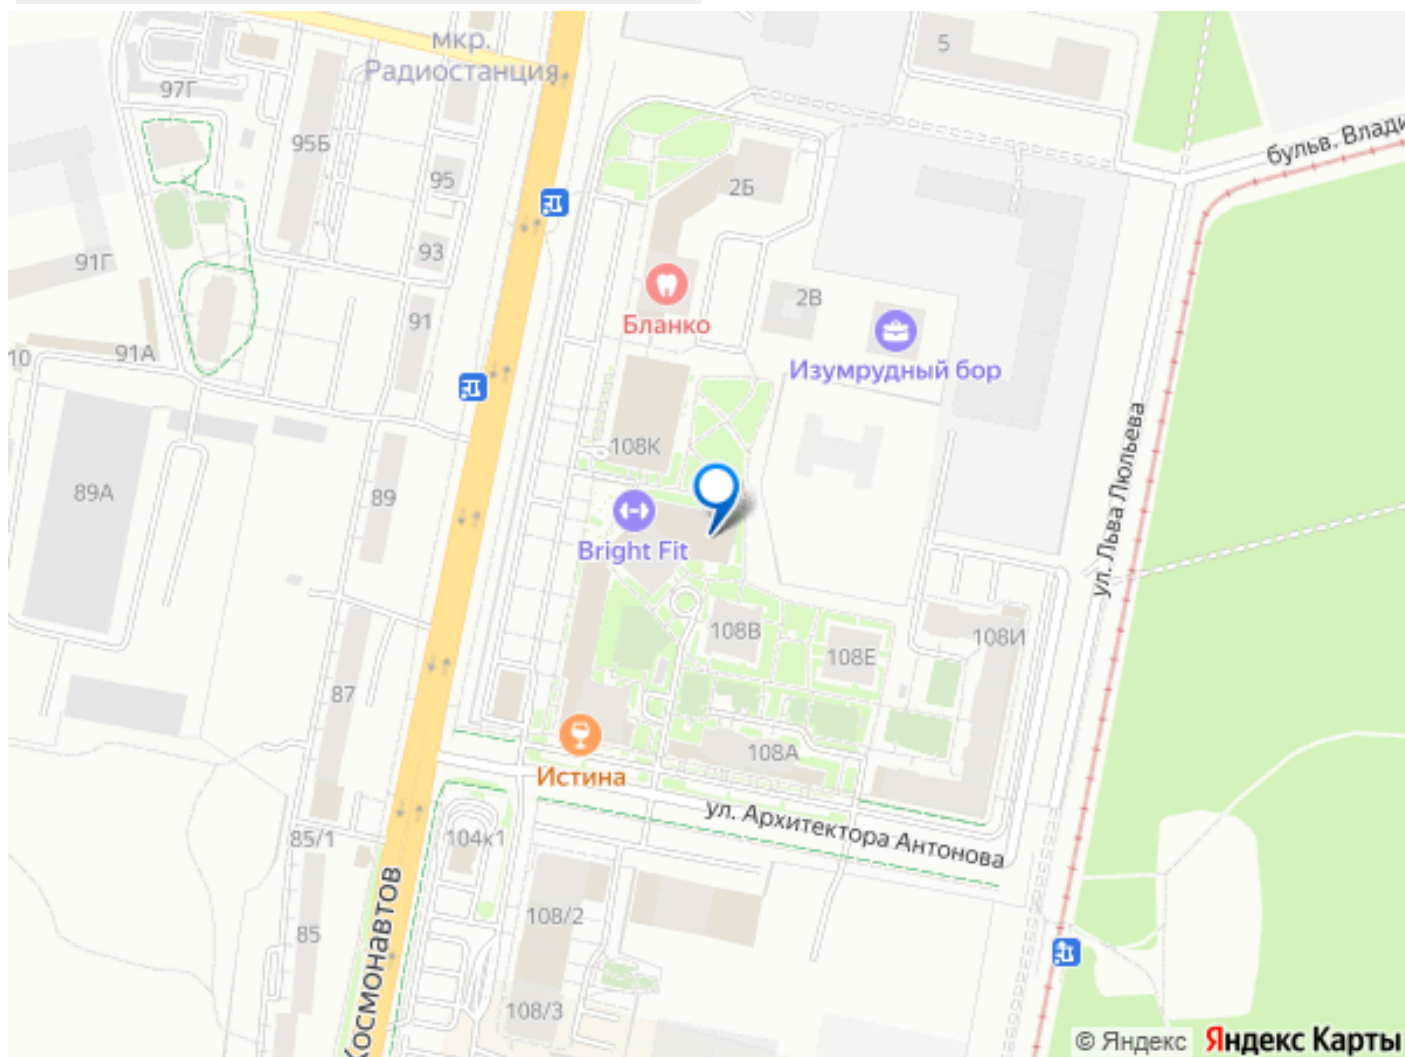 мкр.
Радиостанция
5
97Г
95Б
бульв. Влади
95
2Б
93
91Г
2В
91
Бланко
10
91А
Изумрудный бор
108К
ул. Льва Люльева
89А
89
Bright Fit
108В
108И
108Е
87
108А
Истина
ул. Архитектора Антонова
85/1
104к1
Космонавтов
108/2
85
108/3
© Яндекс Яндекс Карты